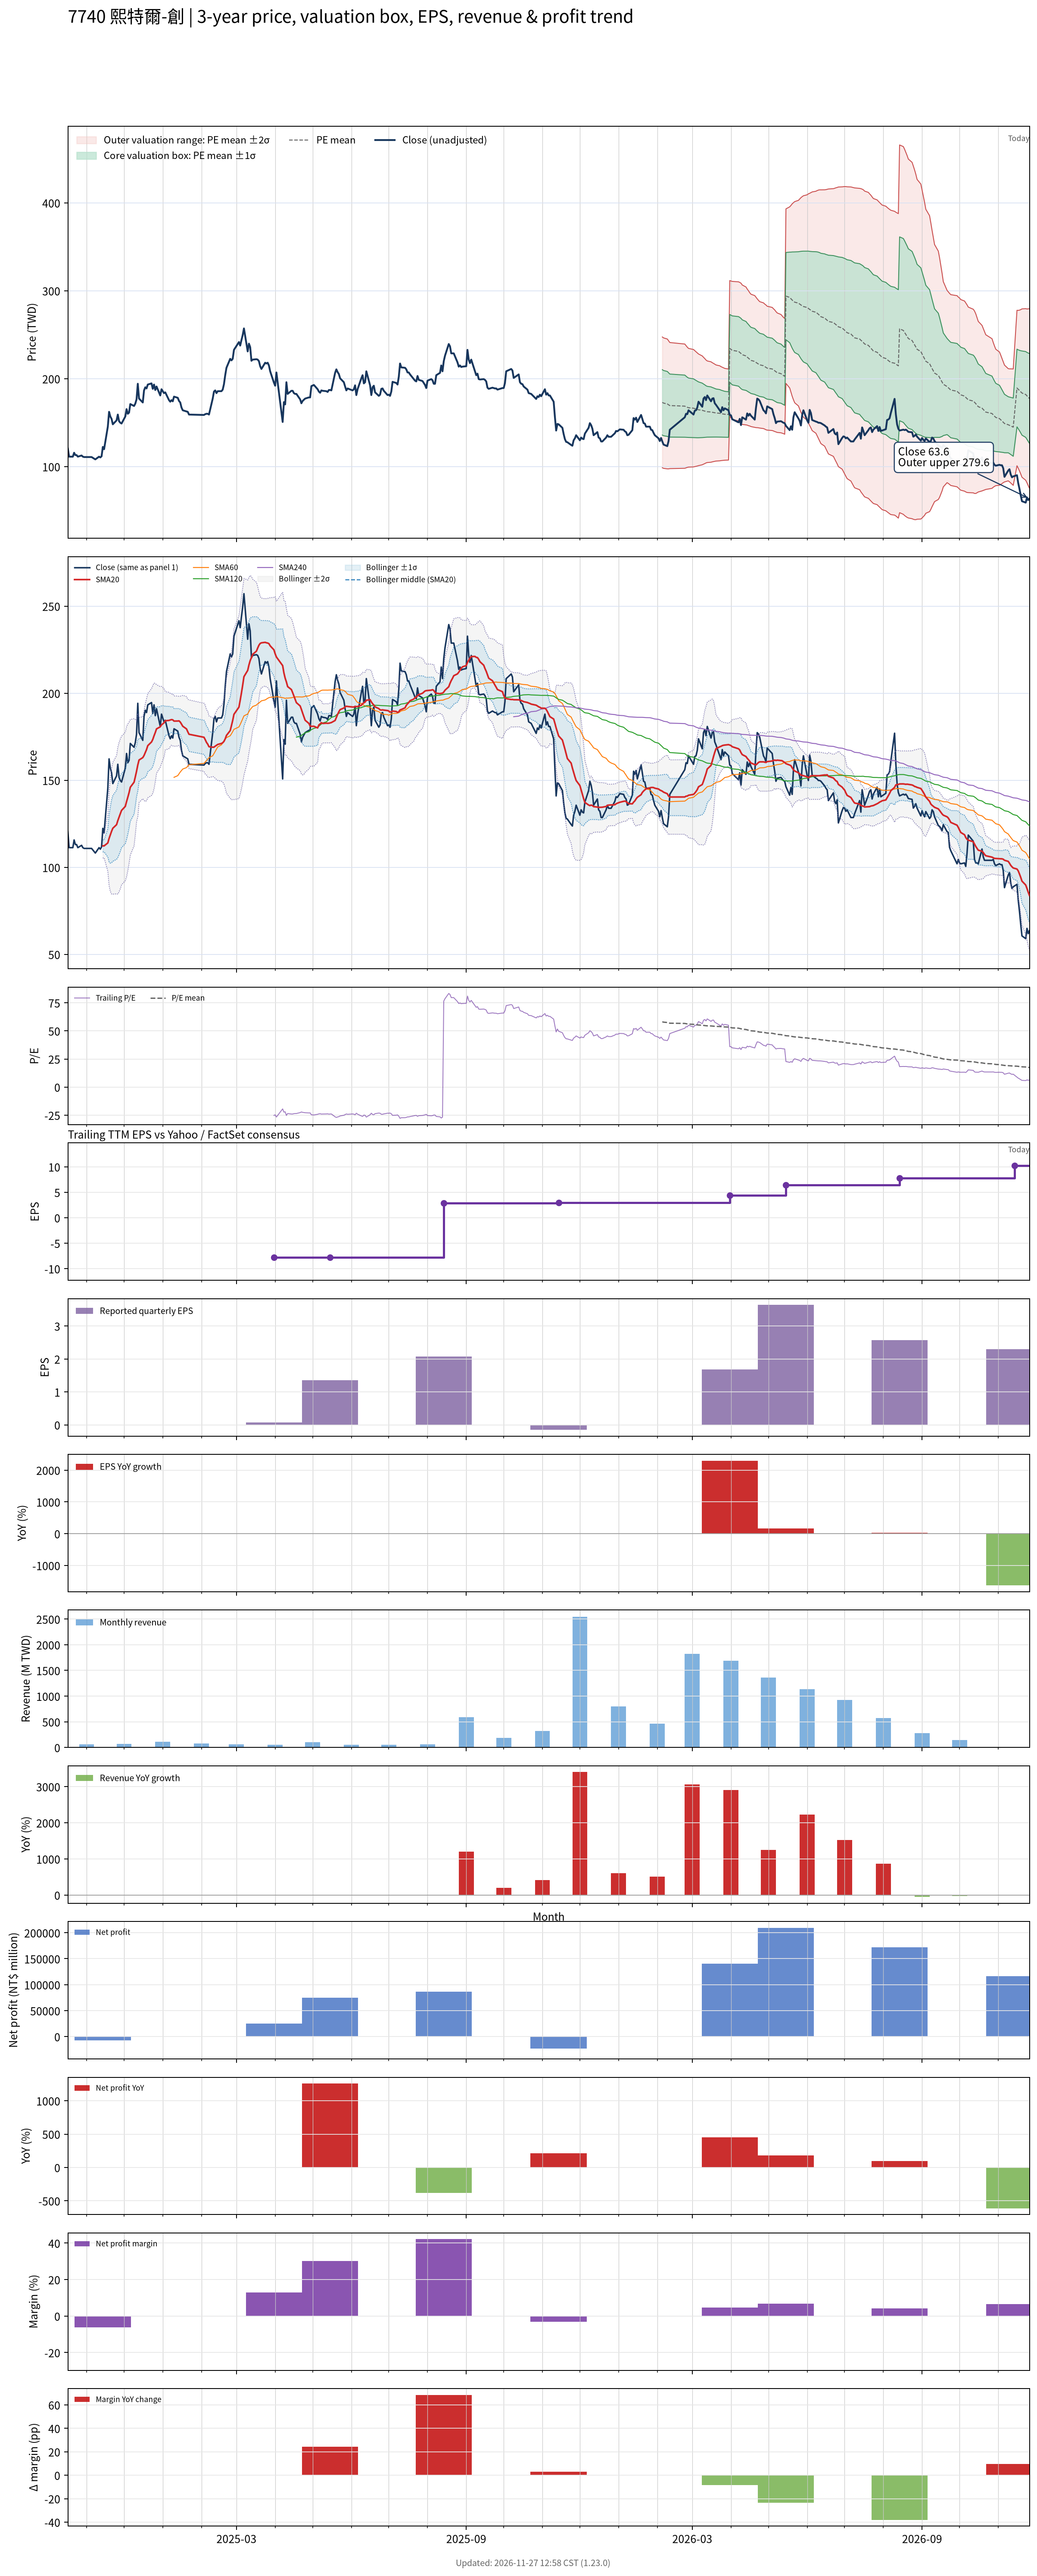 7740 熙特爾-創 | 3-year price, valuation box, EPS, revenue & profit trend
Outer valuation range: PE mean ±2σ
Core valuation box: PE mean ±1σ
PE mean
Close (unadjusted)
Today
Price (TWD)
400
300
200
100
Close 63.6
Outer upper 279.6
Close (same as panel 1)
SMA20
SMA60
SMA120
SMA240
Bollinger ±2σ
Bollinger ±1σ
Bollinger middle (SMA20)
Price
250
200
150
100
50
Trailing P/E
P/E mean
P/E
75
50
25
0
-25
Trailing TTM EPS vs Yahoo / FactSet consensus
Today
EPS
10
5
0
-5
-10
Reported quarterly EPS
EPS
3
2
1
0
EPS YoY growth
YoY (%)
2000
1000
0
-1000
Monthly revenue
Revenue (M TWD)
2500
2000
1500
1000
500
0
Revenue YoY growth
YoY (%)
3000
2000
1000
0
Month
Net profit
Net profit (NT$ million)
200000
150000
100000
50000
0
Net profit YoY
YoY (%)
1000
500
0
-500
Net profit margin
Margin (%)
40
20
0
-20
Margin YoY change
Δ margin (pp)
60
40
20
0
-20
-40
2025-03
2025-09
2026-03
2026-09
Updated: 2026-11-27 12:58 CST (1.23.0)